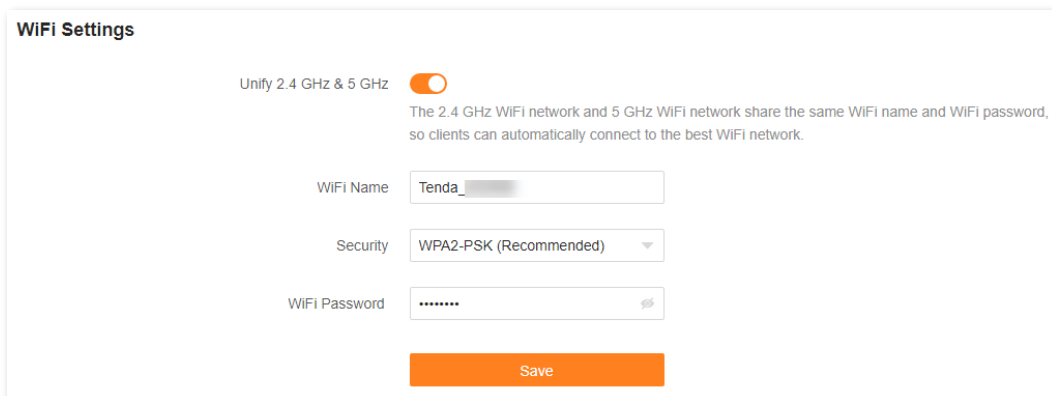 WiFi Settings
Unify 2.4 GHz & 5 GHz
The 2.4 GHz WiFi network and 5 GHz WiFi network share the same WiFi name and WiFi password,
so clients can automatically connect to the best WiFi network.
WiFi Name Tenda_
Security WPA2-PSK (Recommended)
WiFi Password ••••••••
Save